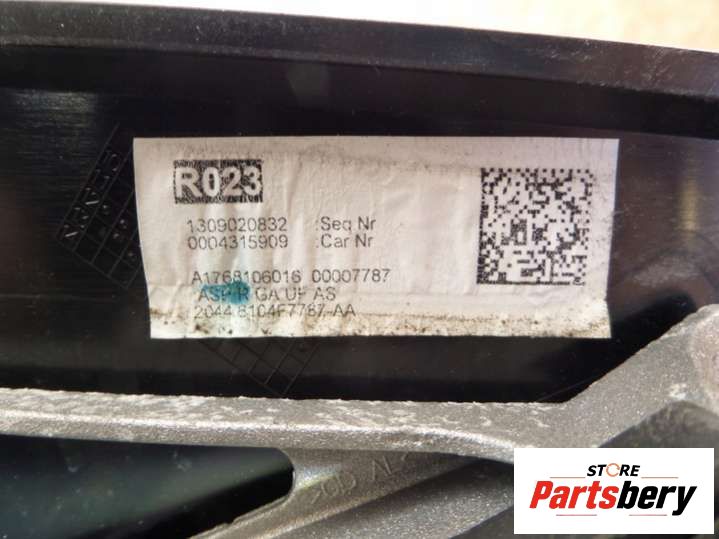 R023
1309020832 :Seq Nr
0004315909 :Car Nr
A1768106016 00007787
ASP R GA UF AS
2044 8104F7787-AA
STORE
Partsbery